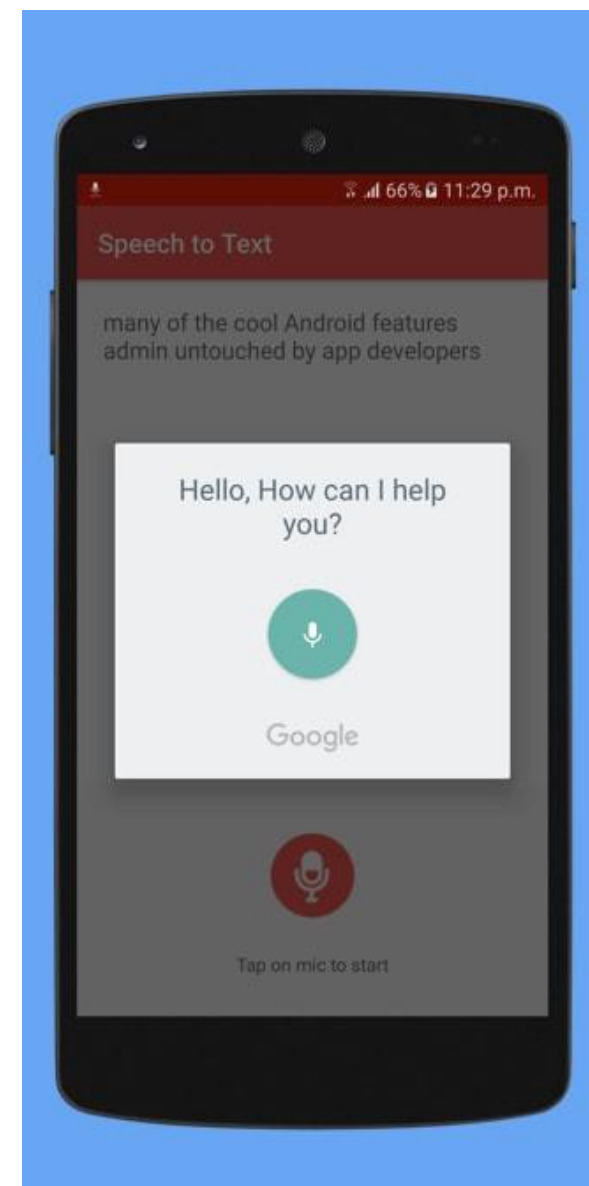 66% 11:29 p.m.
Speech to Text
many of the cool Android features
admin untouched by app developers
Hello, How can I help
you?
Google
Tap on mic to start